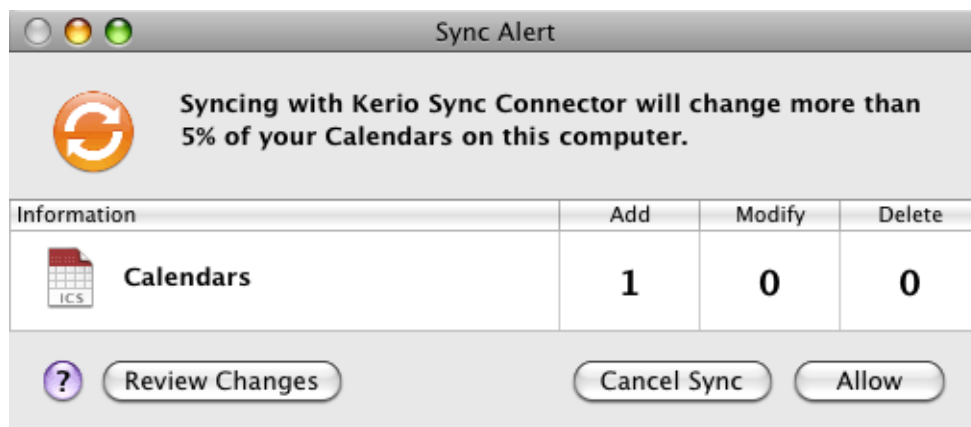 Sync Alert
Syncing with Kerio Sync Connector will change more than
5% of your Calendars on this computer.
Information Add Modify Delete
ICS Calendars 1 0 0
? Review Changes Cancel Sync Allow